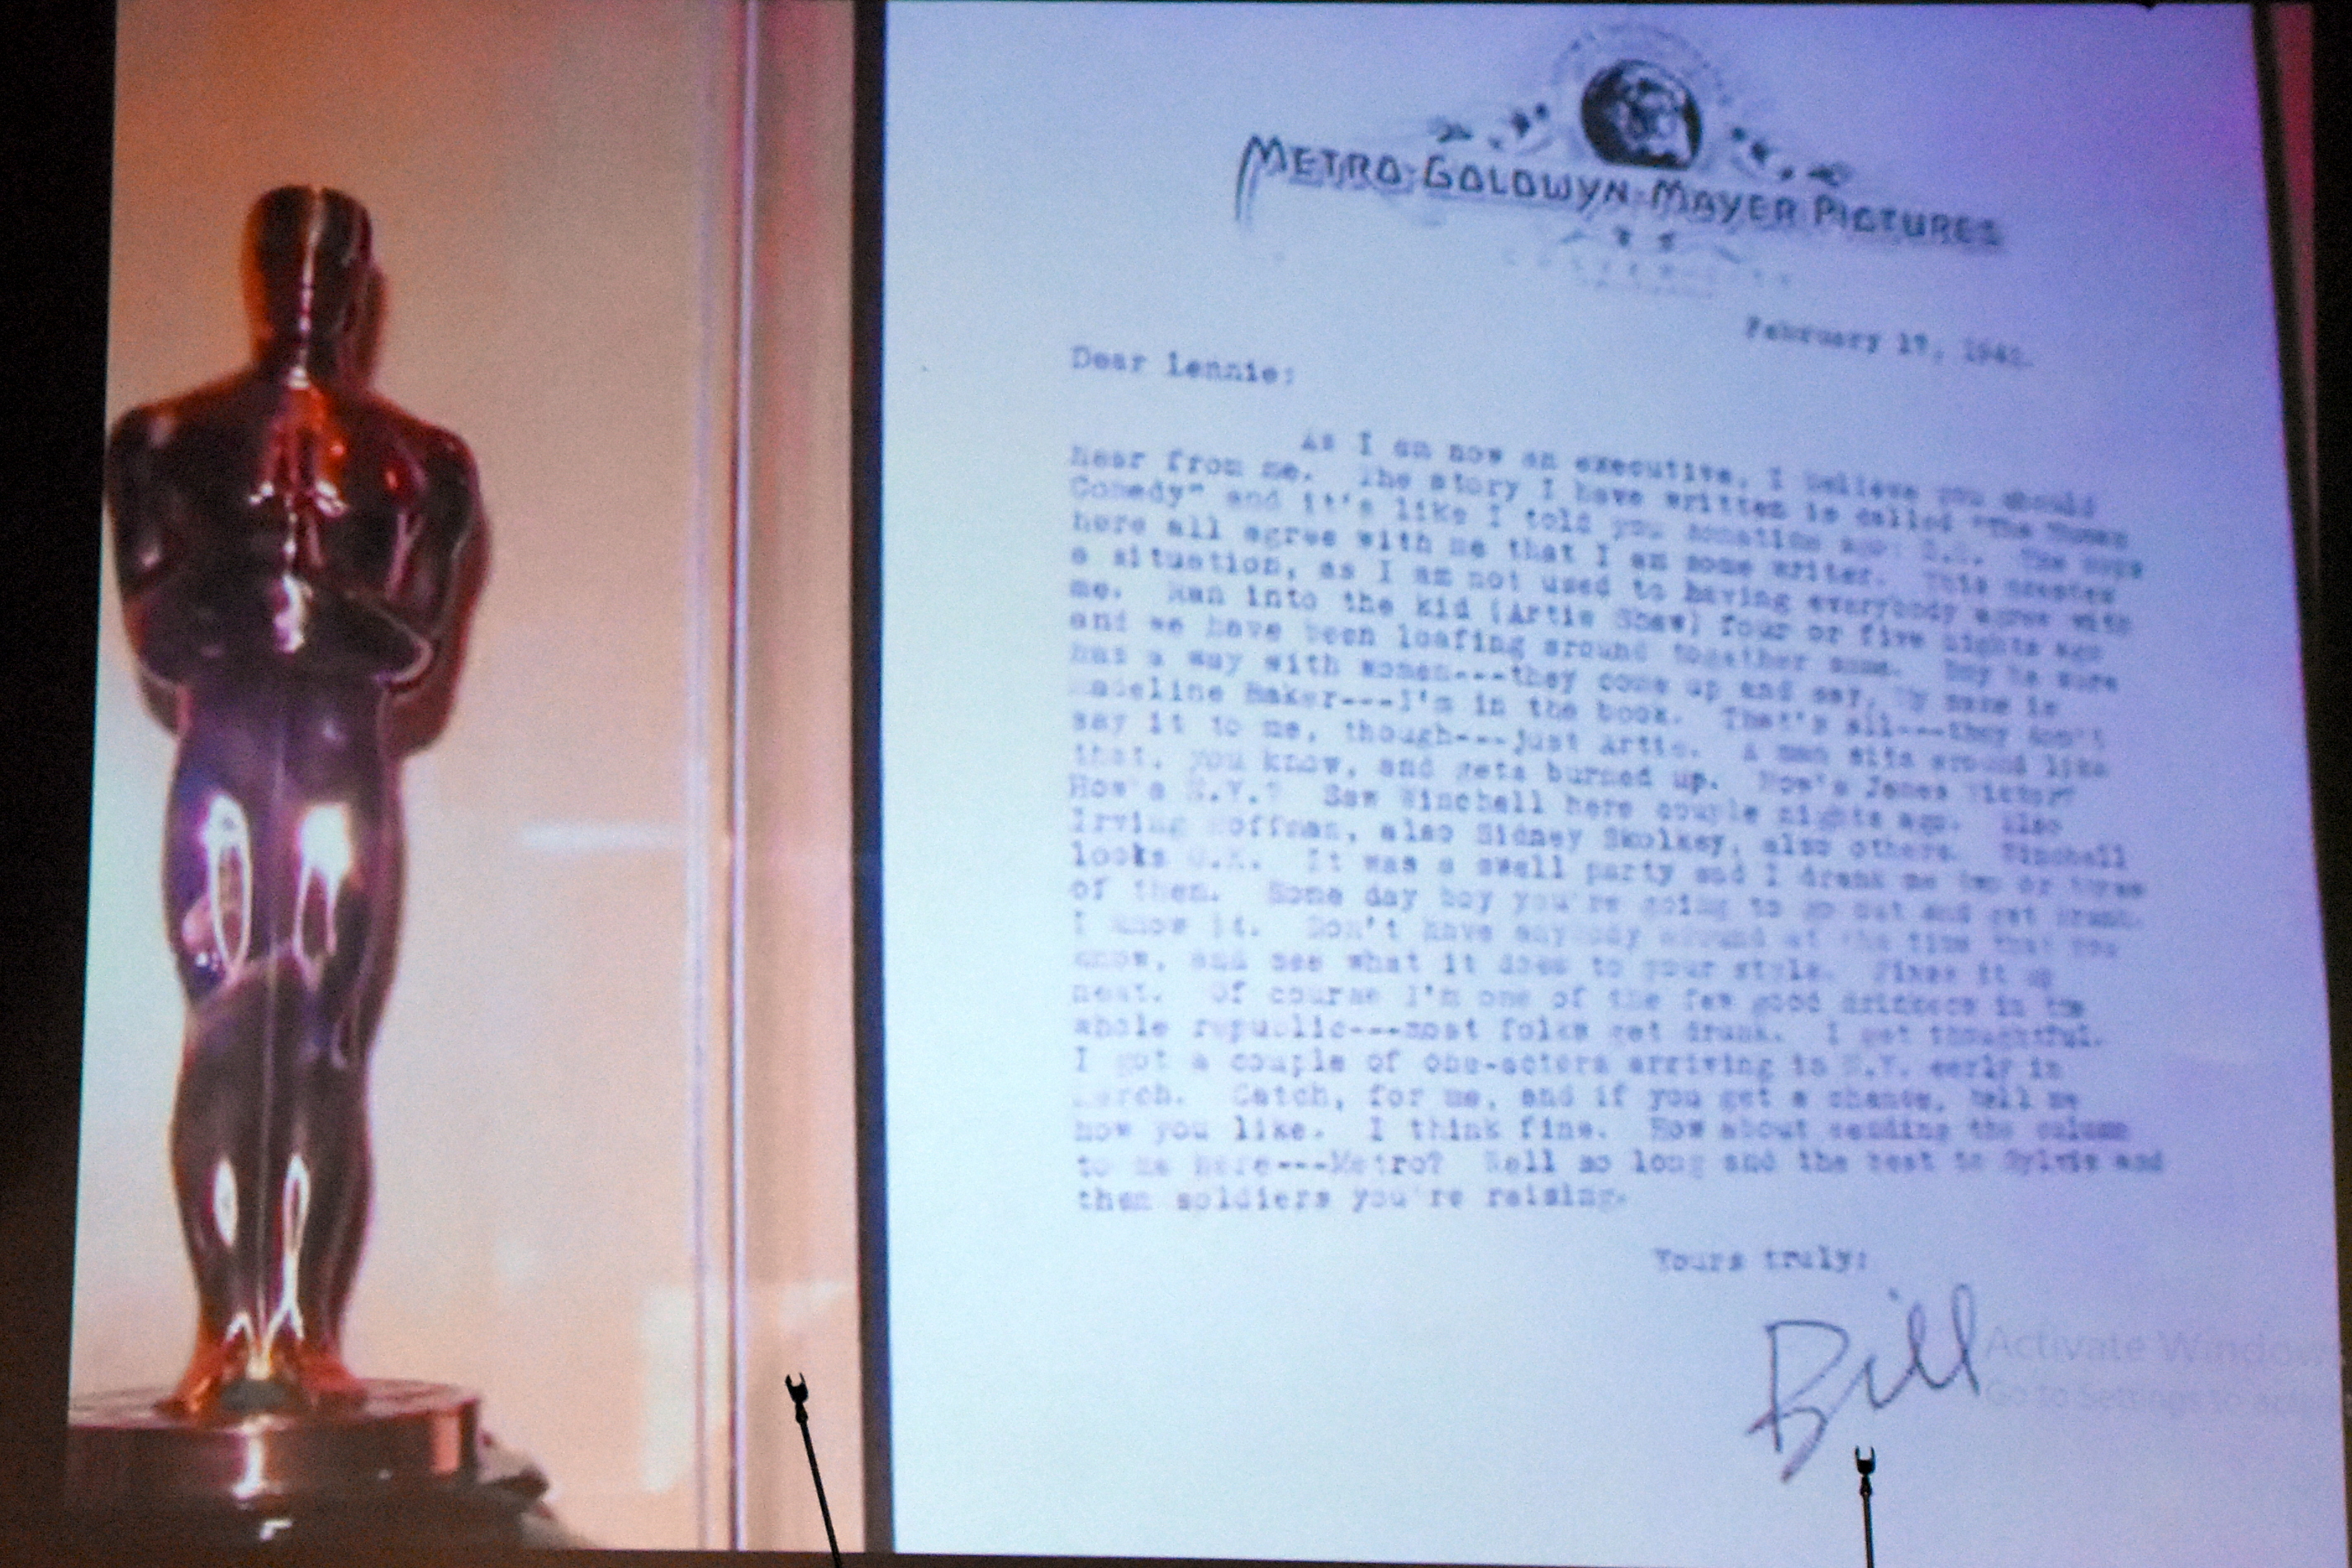 METRO-GOLDWYN-MAYER PICTURES
February 17, 1942.
Dear Lennie:
As I am now an executive, I believe you should
hear from me. The story I have written is called "The Human
Comedy" and it's like I told you sometime ago: The boys
here all agree with me that I am some writer. This creates
a situation, as I am not used to having everybody agree with
me. Ran into the kid (Artie Shaw) four or five nights ago
and we have been loafing around together some. Boy he sure
has a way with women---they come up and say, My name is
Madeline Baker---I'm in the book. That's all---they don't
say it to me, though---just Artie. A man sits around like
that, you know, and gets burned up. How's Jones Victor?
How's N.Y.? Saw Winchell here couple nights ago. Also
Irving Hoffman, also Sidney Skolksy, also others. Winchell
looks O.K. It was a swell party and I drank me two or three
of them. Some day boy you're going to go out and get drunk.
I know it. Don't have anybody around at the time that you
know, and see what it does to your style. Fixes it up
neat. Of course I'm one of the few good drinkers in the
whole republic---most folks get drunk. I get thoughtful.
I got a couple of one-acters arriving in N.Y. early in
March. Catch, for me, and if you get a chance, tell me
how you like. I think fine. How about sending the column
to me here---Metro? Well so long and the best to Sylvia and
them soldiers you're raising.
Yours truly:
Bill
Activate Window
Go to Settings to acti